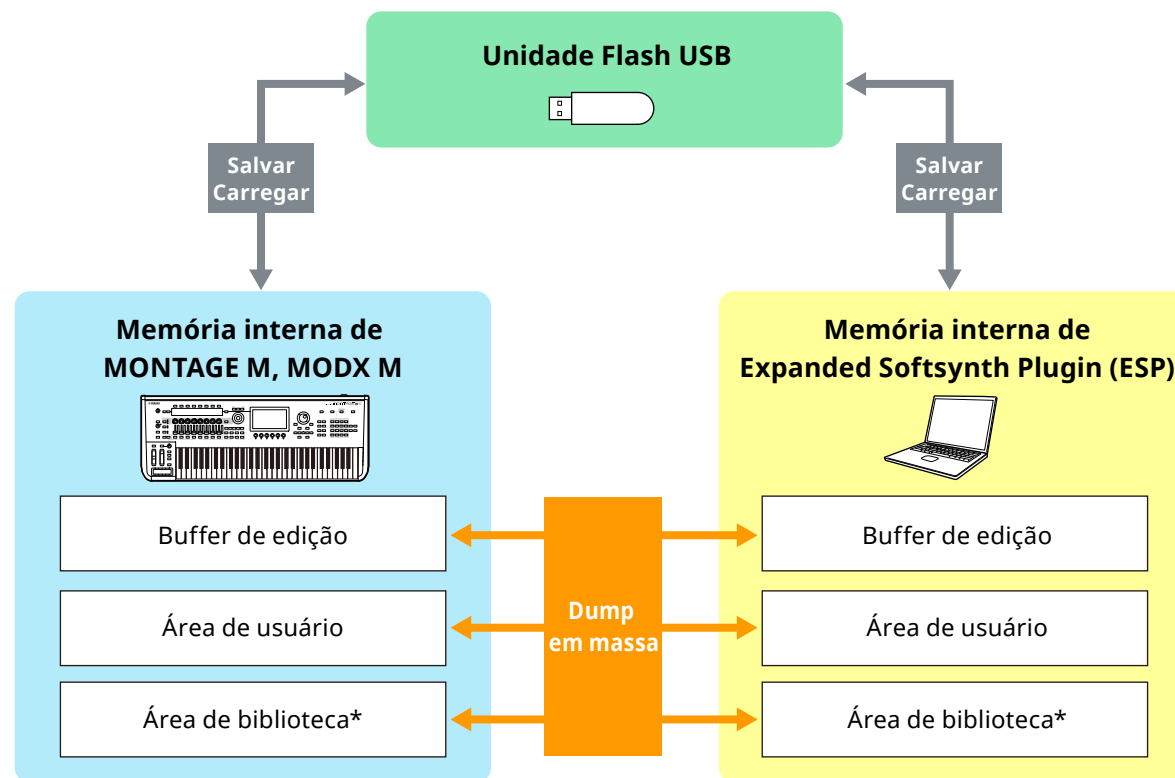 Unidade Flash USB
Salvar
Carregar
Salvar
Carregar
Memória interna de
MONTAGE M, MODX M
Memória interna de
Expanded Softsynth Plugin (ESP)
Buffer de edição
Área de usuário
Área de biblioteca*
Dump
em massa
Buffer de edição
Área de usuário
Área de biblioteca*